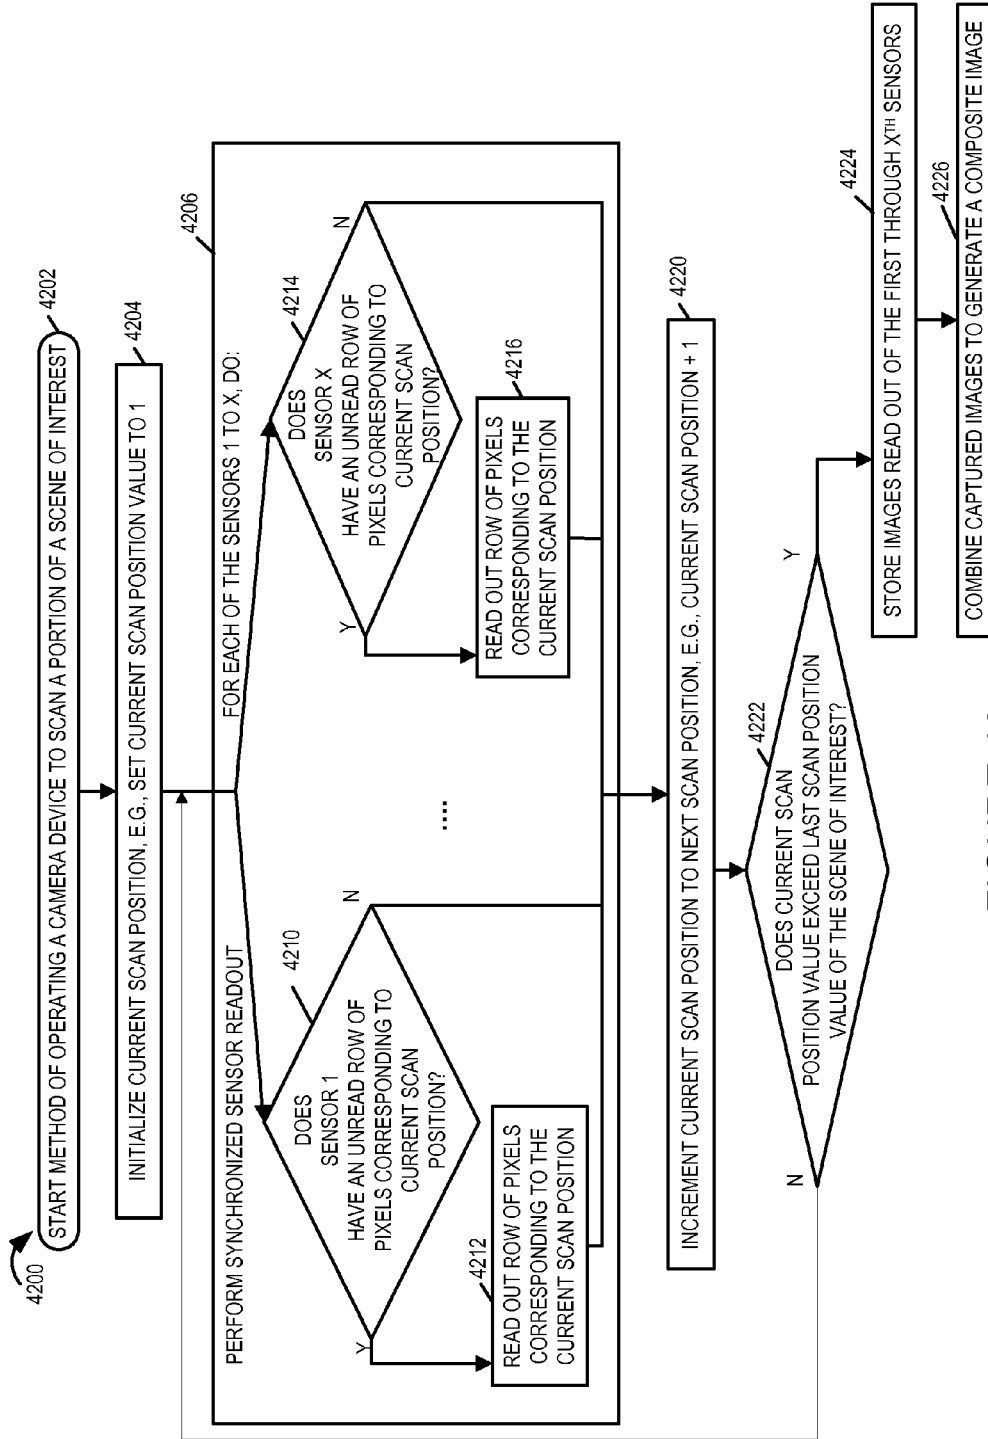 4200
START METHOD OF OPERATING A CAMERA DEVICE TO SCAN A PORTION OF A SCENE OF INTEREST
4202
INITIALIZE CURRENT SCAN POSITION, E.G., SET CURRENT SCAN POSITION VALUE TO 1
4204
4206
PERFORM SYNCHRONIZED SENSOR READOUT
FOR EACH OF THE SENSORS 1 TO X, DO:
4210
DOES
SENSOR 1
HAVE AN UNREAD ROW OF
PIXELS CORRESPONDING TO
CURRENT SCAN
POSITION?
Y
N
4212
READ OUT ROW OF PIXELS
CORRESPONDING TO THE
CURRENT SCAN POSITION
....
4214
DOES
SENSOR X
HAVE AN UNREAD ROW OF
PIXELS CORRESPONDING TO
CURRENT SCAN
POSITION?
Y
N
4216
READ OUT ROW OF PIXELS
CORRESPONDING TO THE
CURRENT SCAN POSITION
4220
INCREMENT CURRENT SCAN POSITION TO NEXT SCAN POSITION, E.G., CURRENT SCAN POSITION + 1
4222
DOES CURRENT SCAN
POSITION VALUE EXCEED LAST SCAN POSITION
VALUE OF THE SCENE OF INTEREST?
N
Y
4224
STORE IMAGES READ OUT OF THE FIRST THROUGH XTH SENSORS
4226
COMBINE CAPTURED IMAGES TO GENERATE A COMPOSITE IMAGE